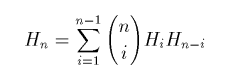 H_n = \sum_{i=1}^{n-1} \binom{n}{i} H_i H_{n-i}